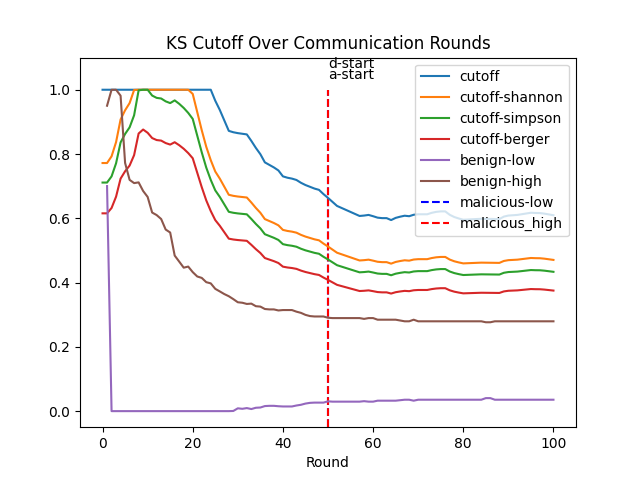 KS Cutoff Over Communication Rounds
d-start
a-start
cutoff
cutoff-shannon
cutoff-simpson
cutoff-berger
benign-low
benign-high
malicious-low
malicious_high
1.0
0.8
0.6
0.4
0.2
0.0
0 20 40 60 80 100
Round